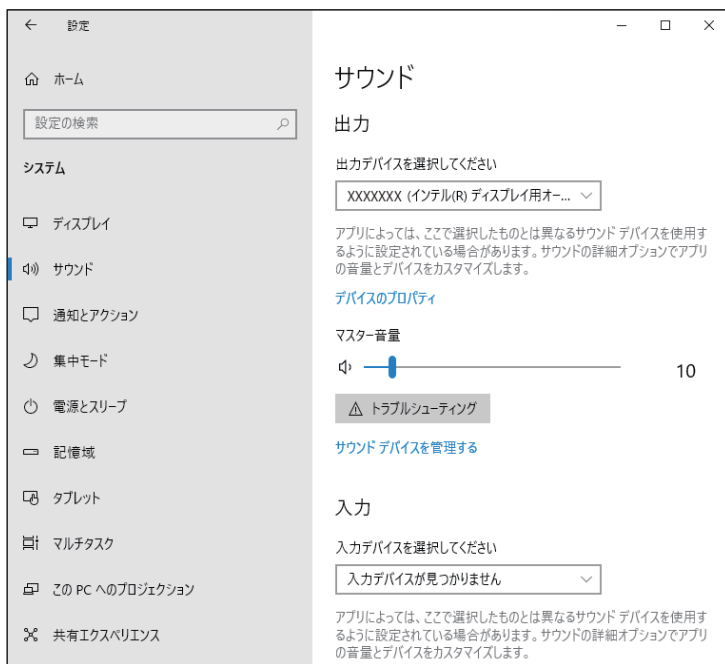 設定
ホーム
設定の検索
システム
ディスプレイ
サウンド
通知とアクション
集中モード
電源とスリープ
記憶域
タブレット
マルチタスク
この PC へのプロジェクション
共有エクスペリエンス
サウンド
出力
出力デバイスを選択してください
XXXXXXX (インテル(R) ディスプレイ用オー...
アプリによっては、ここで選択したものとは異なるサウンド デバイスを使用す
るように設定されている場合があります。サウンドの詳細オプションでアプリ
の音量とデバイスをカスタマイズします。
デバイスのプロパティ
マスター音量
10
トラブルシューティング
サウンド デバイスを管理する
入力
入力デバイスを選択してください
入力デバイスが見つかりません
アプリによっては、ここで選択したものとは異なるサウンド デバイスを使用す
るように設定されている場合があります。サウンドの詳細オプションでアプリ
の音量とデバイスをカスタマイズします。